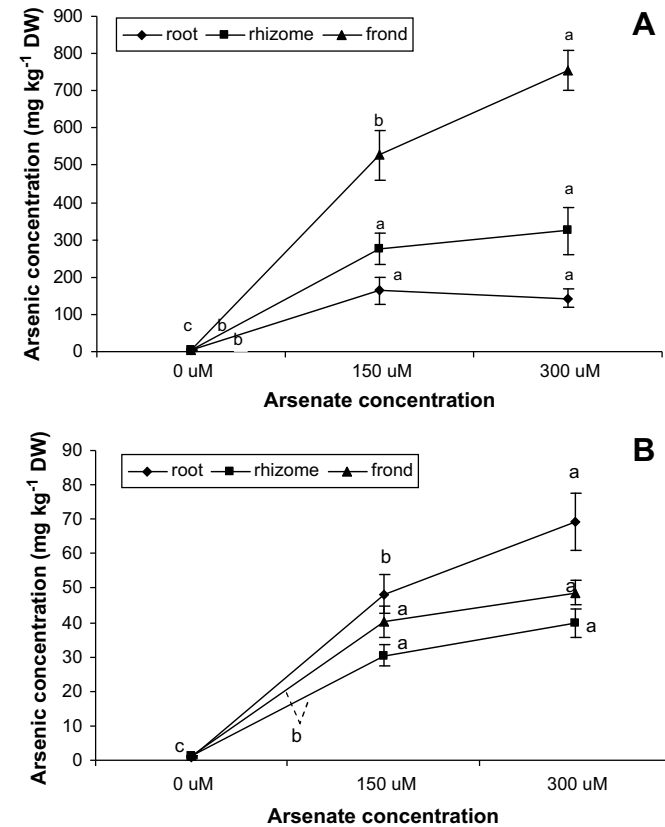 A
root rhizome frond
900
800
700
600
500
400
300
200
100
0
Arsenic concentration (mg kg-1 DW)
a
b
a
a
a
a
c b
b
0 uM 150 uM 300 uM
Arsenate concentration
B
root rhizome frond
90
80
70
60
50
40
30
20
10
0
Arsenic concentration (mg kg-1 DW)
a
b
a
a
a
a
b
c
0 uM 150 uM 300 uM
Arsenate concentration